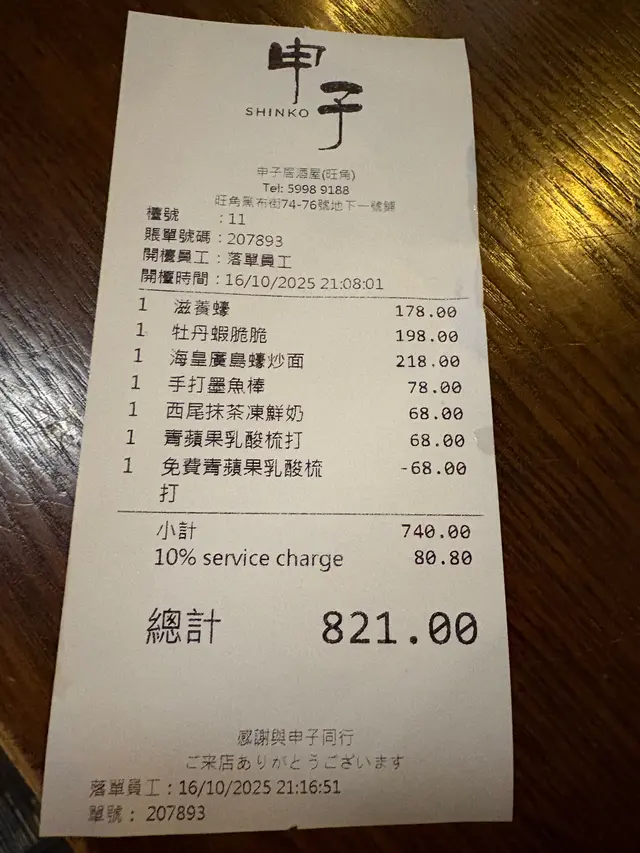 申子
SHINKO
申子居酒屋(旺角)
Tel: 5998 9188
旺角黑布街74-76號地下一號舖
檯號 : 11
賬單號碼 : 207893
開檯員工 : 落單員工
開檯時間 : 16/10/2025 21:08:01
1 滋養蠔 178.00
1 牡丹蝦脆脆 198.00
1 海皇廣島蠔炒面 218.00
1 手打墨魚棒 78.00
1 西尾抹茶凍鮮奶 68.00
1 青蘋果乳酸梳打 68.00
1 免費青蘋果乳酸梳 -68.00
打
小計 740.00
10% service charge 80.80
總計 821.00
感謝與申子同行
ご来店ありがとうございます
落單員工 : 16/10/2025 21:16:51
單號 : 207893